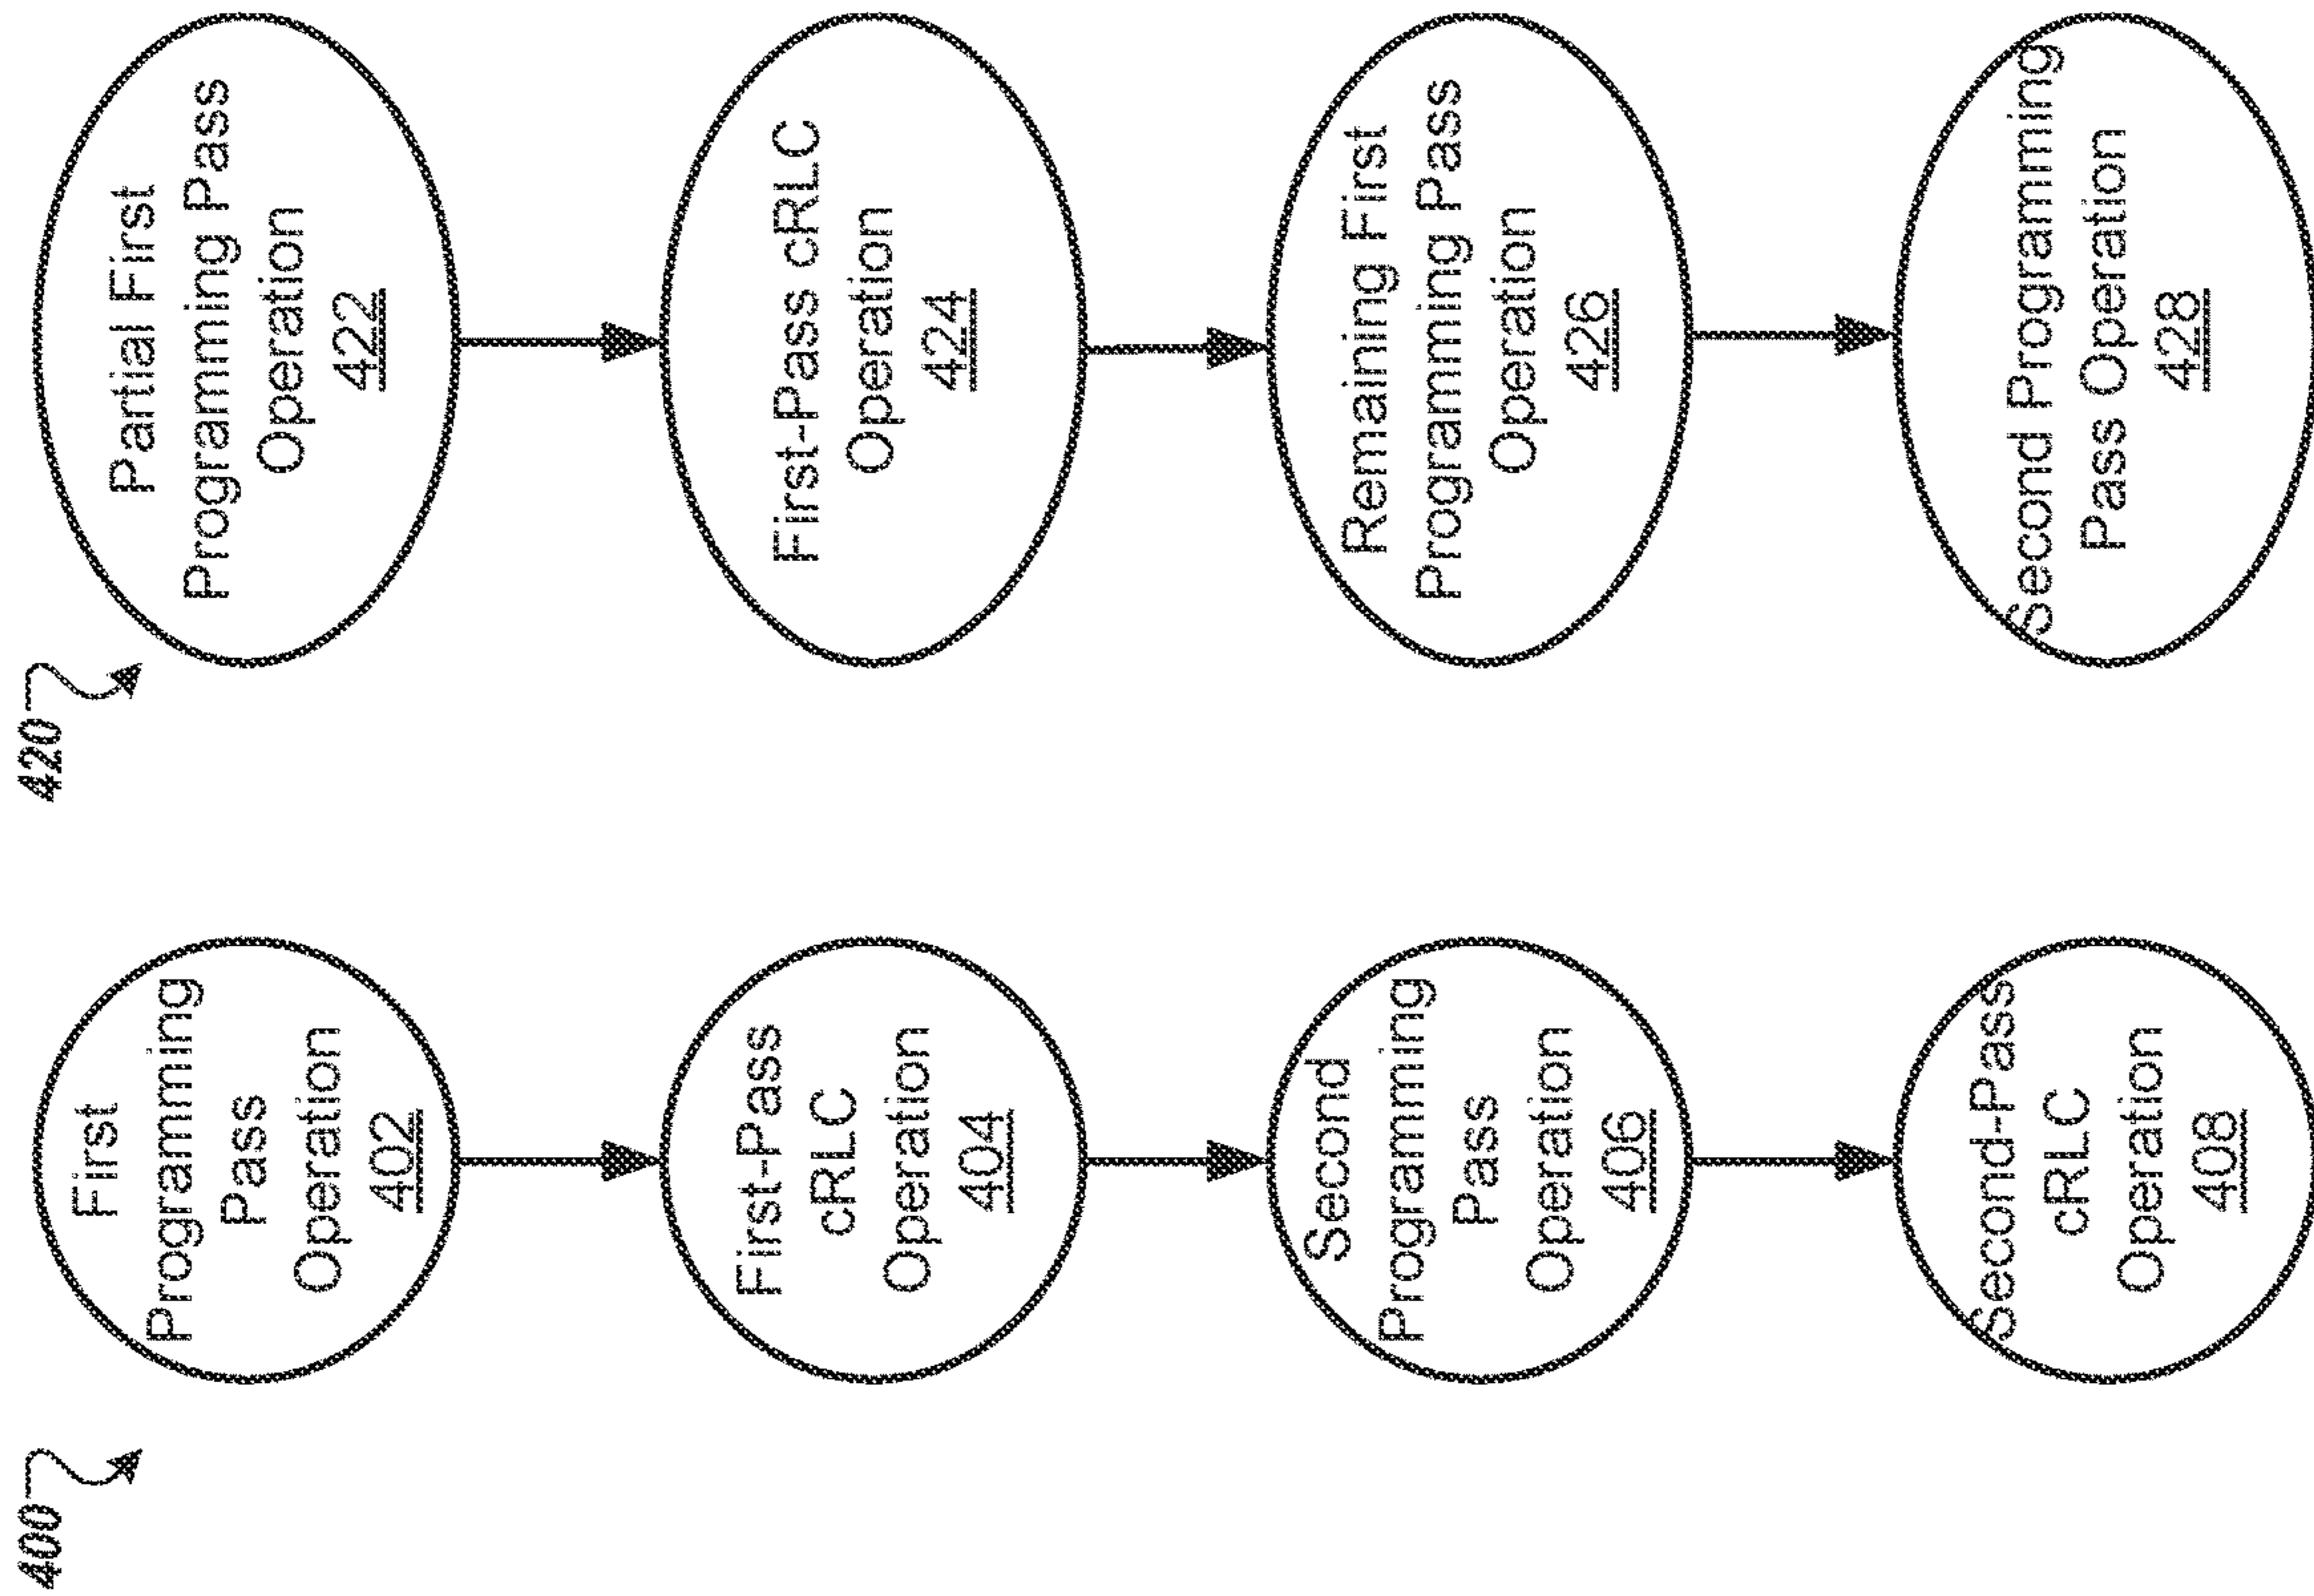 400
First
Programming
Pass
Operation
402
First-Pass
cRLC
Operation
404
Second
Programming
Pass
Operation
406
Second-Pass
cRLC
Operation
408
420
Partial First
Programming Pass
Operation
422
First-Pass cRLC
Operation
424
Remaining First
Programming Pass
Operation
426
Second Programming
Pass Operation
428